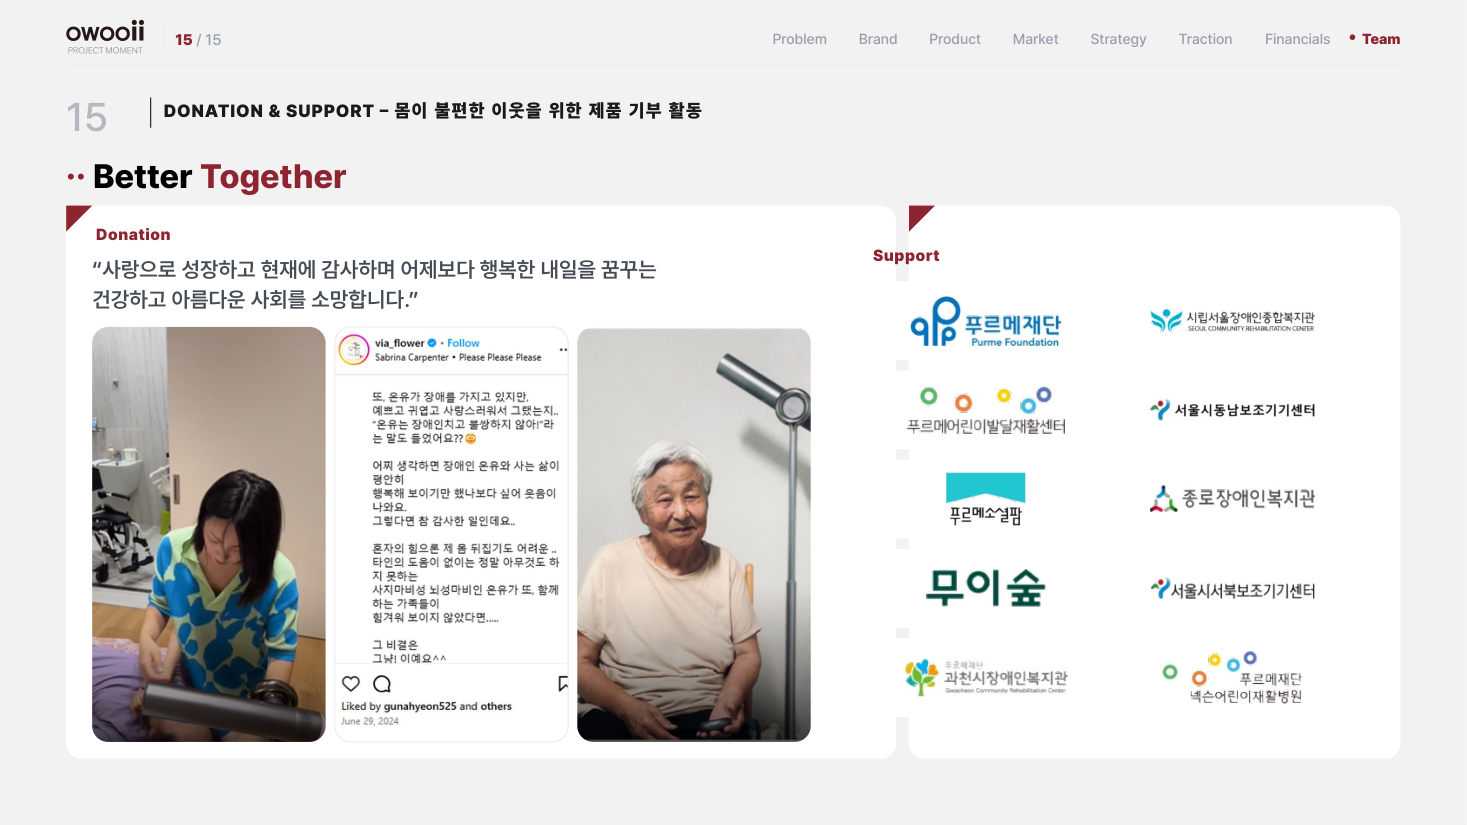 owooii
PROJECT MOMENT
15 / 15
Problem
Brand
Product
Market
Strategy
Traction
Financials
• Team
15
DONATION & SUPPORT – 몸이 불편한 이웃을 위한 제품 기부 활동
Better Together
Donation
“사랑으로 성장하고 현재에 감사하며 어제보다 행복한 내일을 꿈꾸는
건강하고 아름다운 사회를 소망합니다.”
via_flower • Follow
Sabrina Carpenter • Please Please Please
또, 온유가 장애를 가지고 있지만,
예쁘고 귀엽고 사랑스러워서 그랬는지..
“온유는 장애인치고 불쌍하지 않아!”라
는 말도 들었어요??
어찌 생각하면 장애인 온유와 사는 삶이
평안히
행복해 보이기만 했나보다 싶어 웃음이
나와요.
그렇다면 참 감사한 일인데요..
혼자의 힘으론 제 몸 뒤집기도 어려운 ..
타인의 도움이 없이는 정말 아무것도 하
지 못하는
사지마비성 뇌성마비인 온유가 또, 함께
하는 가족들이
힘겨워 보이지 않았다면.....
그 비결은
그냥! 이예요^^
Liked by gunahyeon525 and others
June 29, 2024
Support
푸르메재단
Purme Foundation
시립서울장애인종합복지관
SEOUL COMMUNITY REHABILITATION CENTER
푸르메어린이발달재활센터
서울시동남보조기기센터
푸르메소셜팜
종로장애인복지관
무이숲
서울시서북보조기기센터
푸르메재단
과천시장애인복지관
Gwacheon Community Rehabilitation Center
푸르메재단
넥슨어린이재활병원